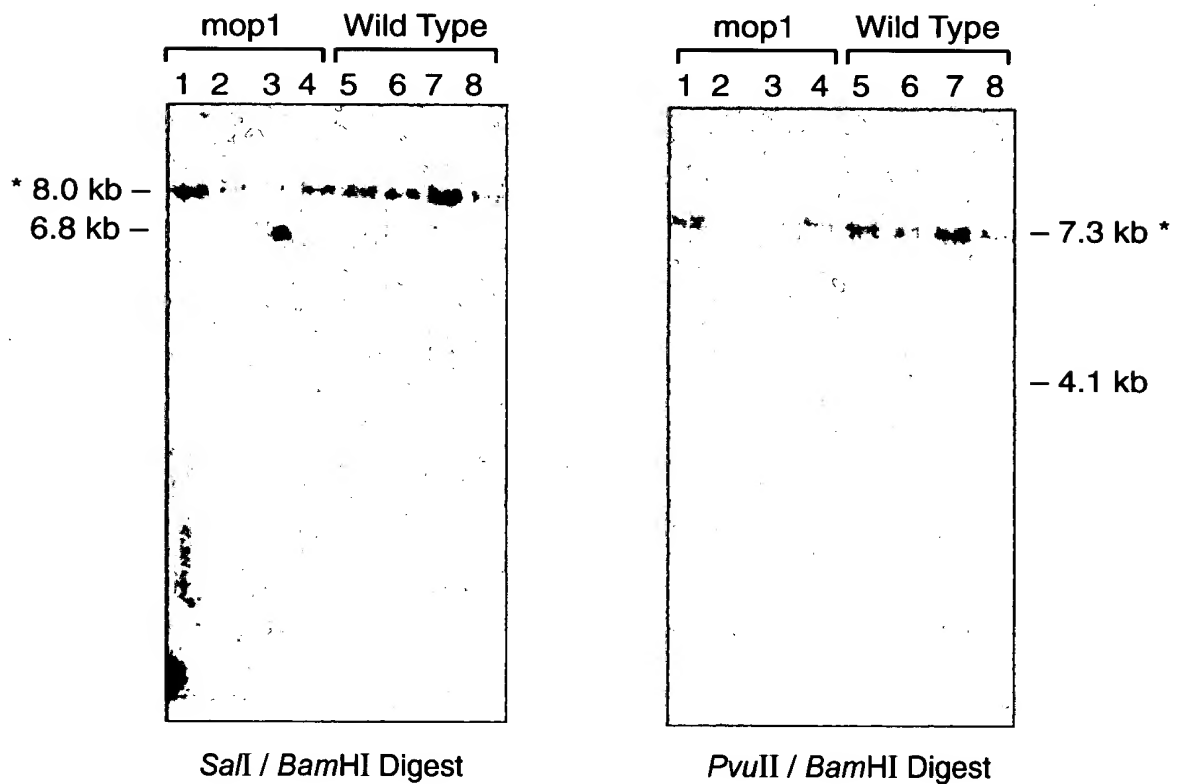 mop1 Wild Type
1 2 3 4 5 6 7 8
* 8.0 kb –
6.8 kb –
SalI / BamHI Digest
mop1 Wild Type
1 2 3 4 5 6 7 8
– 7.3 kb *
– 4.1 kb
PvuII / BamHI Digest